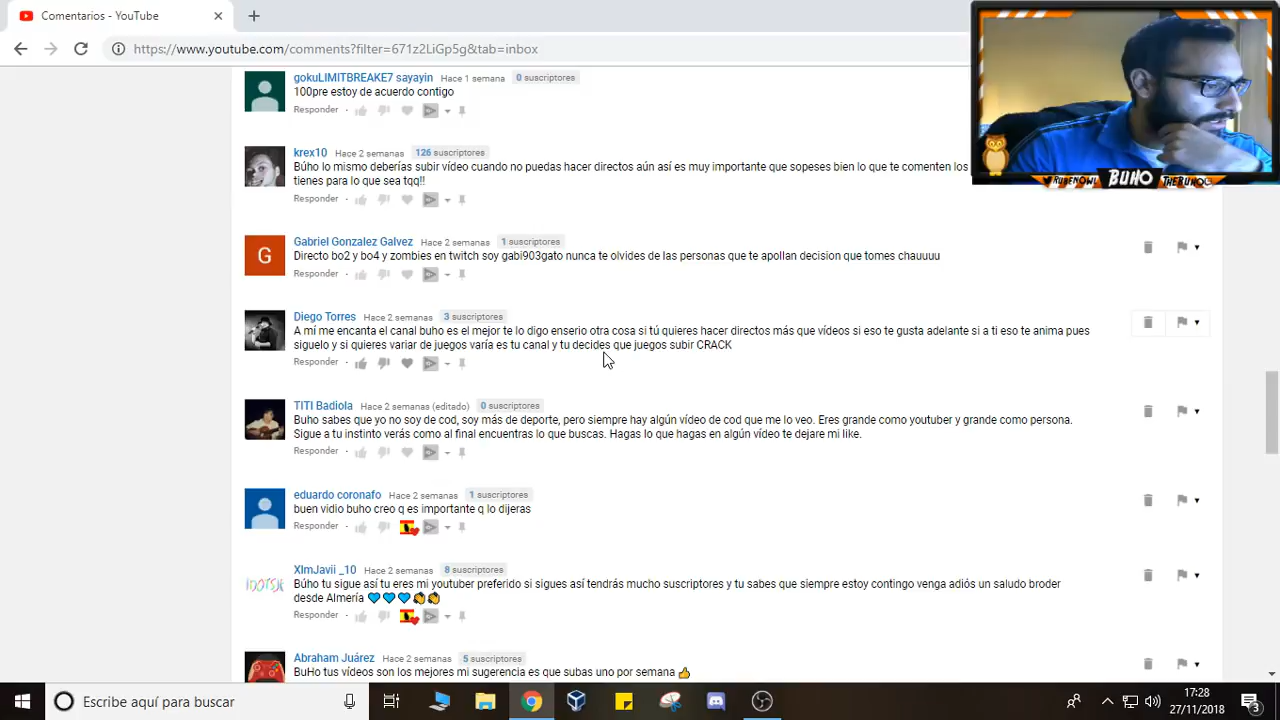 Comentarios - YouTube
https://www.youtube.com/comments?filter=671z2LiGp5g&tab=inbox
gokuLIMITBREAKE7 sayayin Hace 1 semana 0 suscriptores
100pre estoy de acuerdo contigo
Responder
krex10 Hace 2 semanas 126 suscriptores
Búho lo mismo deberías subir vídeo cuando no puedas hacer directos aún así es muy importante que sopeses bien lo que te comenten los
tienes para lo que sea tqq!!
Responder
Gabriel Gonzalez Galvez Hace 2 semanas 1 suscriptores
Directo bo2 y bo4 y zombies en twitch soy gabi903gato nunca te olvides de las personas que te apollan decision que tomes chauuuu
Responder
Diego Torres Hace 2 semanas 3 suscriptores
A mí me encanta el canal buho es el mejor te lo digo enserio otra cosa si tú quieres hacer directos más que vídeos si eso te gusta adelante si a ti eso te anima pues
siguelo y si quieres variar de juegos varía es tu canal y tu decides que juegos subir CRACK
Responder
TITI Badiola Hace 2 semanas (editado) 0 suscriptores
Buho sabes que yo no soy de cod, soy más de deporte, pero siempre hay algún vídeo de cod que me lo veo. Eres grande como youtuber y grande como persona.
Sigue a tu instinto verás como al final encuentras lo que buscas. Hagas lo que hagas en algún vídeo te dejare mi like.
Responder
eduardo coronafo Hace 2 semanas 1 suscriptores
buen vidio buho creo q es importante q lo dijeras
Responder
XlmJavii _10 Hace 2 semanas 8 suscriptores
Búho tu sigue así tu eres mi youtuber preferido si sigues así tendrás mucho suscriptores y tu sabes que siempre estoy contingo venga adiós un saludo broder
desde Almería 💙💙💙👏👏
Responder
Abraham Juárez Hace 2 semanas 5 suscriptores
BuHo tus vídeos son los mejores mi sugerencia es que subas uno por semana 👍
RUBENOWL BUHO
G
Escribe aquí para buscar
17:28
27/11/2018
3